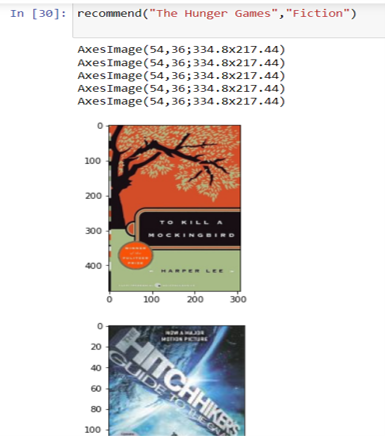 In [30]: recommend("The Hunger Games","Fiction")
AxesImage(54,36;334.8x217.44)
AxesImage(54,36;334.8x217.44)
AxesImage(54,36;334.8x217.44)
AxesImage(54,36;334.8x217.44)
AxesImage(54,36;334.8x217.44)
0
100
200
300
400
TO KILL A
MOCKINGBIRD
WINNER
of the
PULITZER
PRIZE
HARPER LEE
0 100 200 300
0
20
40
60
80
100
NOW A MAJOR
MOTION PICTURE
HITCHHIKER'S
GUIDE TO THE